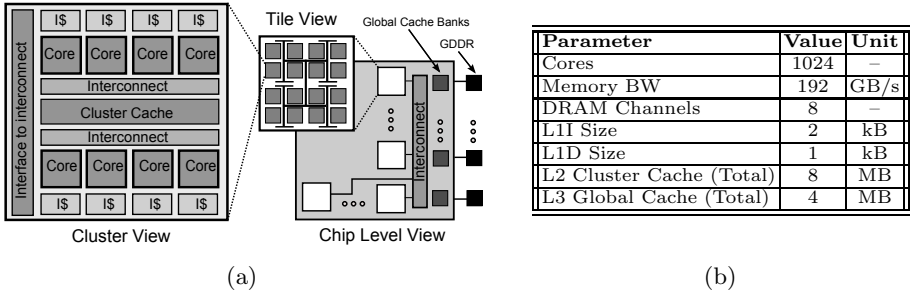 I$ I$ I$ I$
Core Core Core Core
Interconnect
Cluster Cache
Interconnect
Core Core Core Core
I$ I$ I$ I$
Interface to interconnect
Cluster View
Tile View
Global Cache Banks
GDDR
Interconnect
Chip Level View
(a)
Parameter Value Unit
Cores 1024 –
Memory BW 192 GB/s
DRAM Channels 8 –
L1I Size 2 kB
L1D Size 1 kB
L2 Cluster Cache (Total) 8 MB
L3 Global Cache (Total) 4 MB
(b)